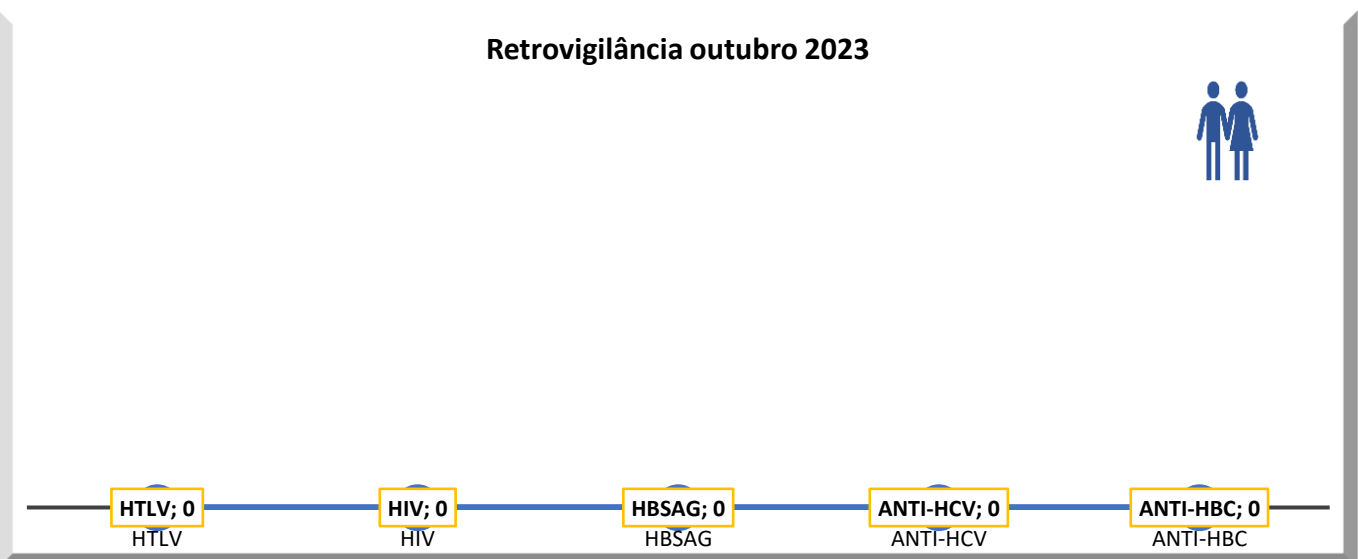 Retrovigilância outubro 2023
HTLV; 0 HIV; 0 HBSAG; 0 ANTI-HCV; 0 ANTI-HBC; 0
HTLV HIV HBSAG ANTI-HCV ANTI-HBC